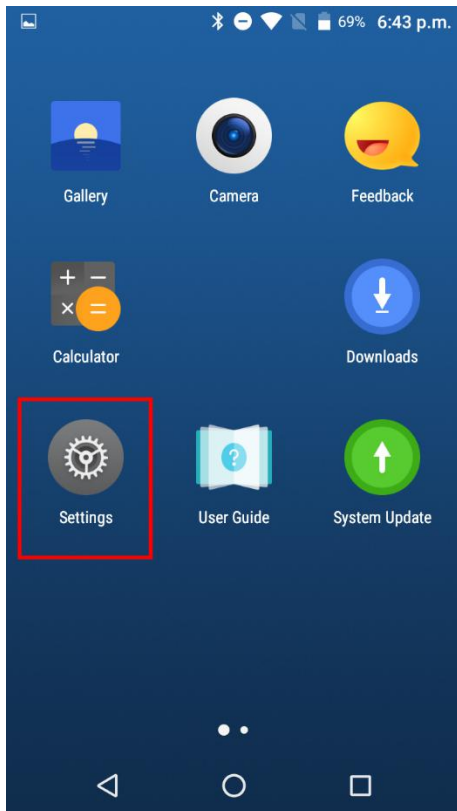 69% 6:43 p.m.
Gallery Camera Feedback
Calculator Downloads
Settings User Guide System Update